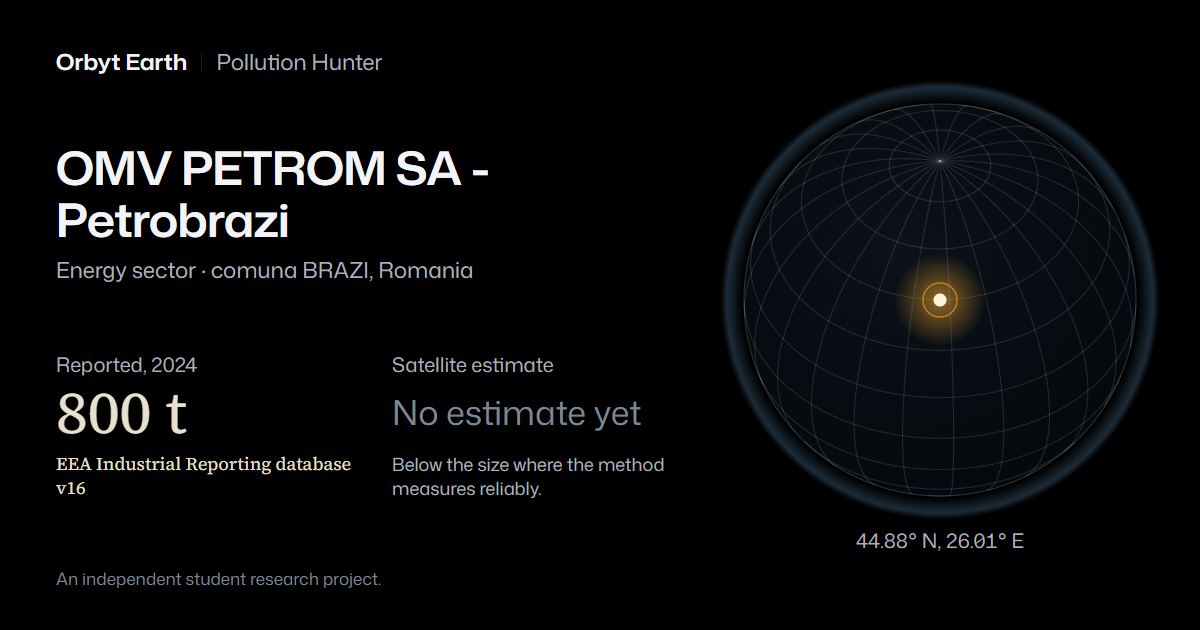 Orbyt Earth | Pollution Hunter
OMV PETROM SA -
Petrobrazi
Energy sector · comuna BRAZI, Romania
Reported, 2024
800 t
EEA Industrial Reporting database
v16
Satellite estimate
No estimate yet
Below the size where the method
measures reliably.
44.88° N, 26.01° E
An independent student research project.